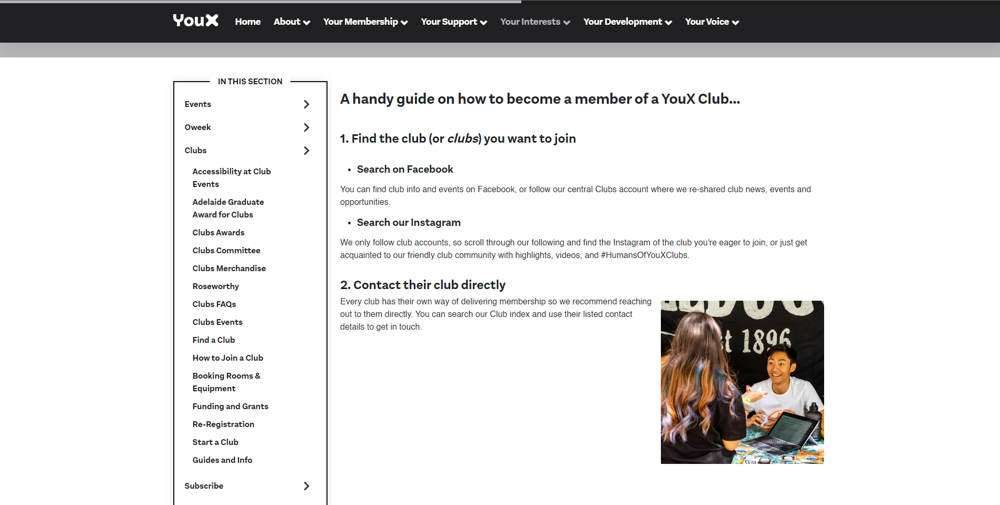 YouX
Home About Your Membership Your Support Your Interests Your Development Your Voice
IN THIS SECTION
Events
Oweek
Clubs
Accessibility at Club
Events
Adelaide Graduate
Award for Clubs
Clubs Awards
Clubs Committee
Clubs Merchandise
Roseworthy
Clubs FAQs
Clubs Events
Find a Club
How to Join a Club
Booking Rooms &
Equipment
Funding and Grants
Re-Registration
Start a Club
Guides and Info
Subscribe
A handy guide on how to become a member of a YouX Club...
1. Find the club (or clubs) you want to join
• Search on Facebook
You can find club info and events on Facebook, or follow our central Clubs account where we re-shared club news, events and
opportunities.
• Search our Instagram
We only follow club accounts, so scroll through our following and find the Instagram of the club you're eager to join, or just get
acquainted to our friendly club community with highlights, videos, and #HumansOfYouXClubs.
2. Contact their club directly
Every club has their own way of delivering membership so we recommend reaching
out to them directly. You can search our Club index and use their listed contact
details to get in touch.
1896